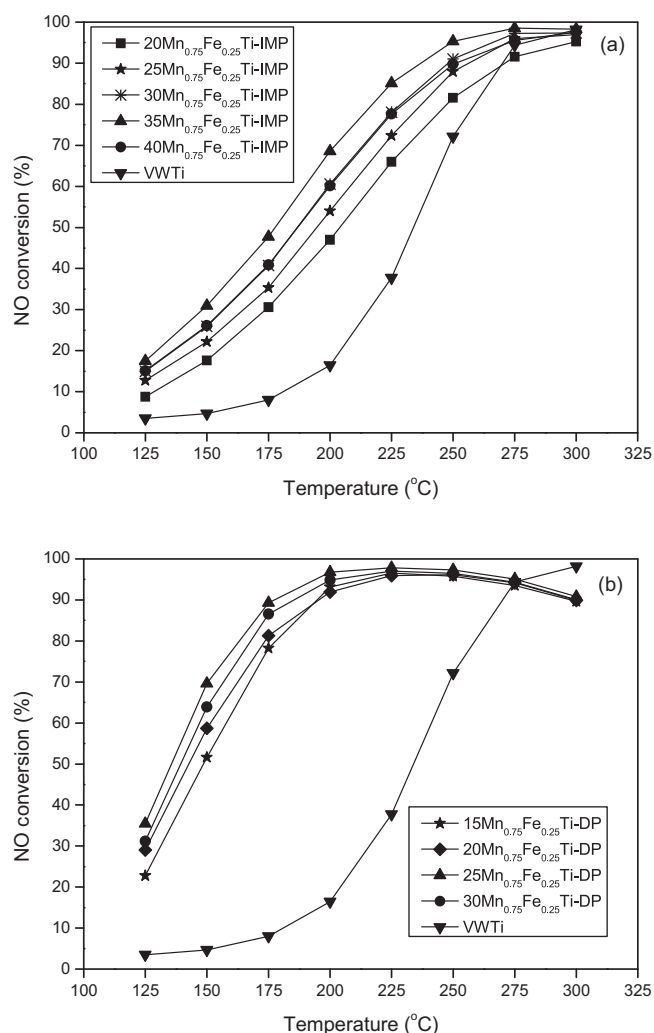 (a)
20Mn0.75Fe0.25Ti-IMP
25Mn0.75Fe0.25Ti-IMP
30Mn0.75Fe0.25Ti-IMP
35Mn0.75Fe0.25Ti-IMP
40Mn0.75Fe0.25Ti-IMP
VWTi
NO conversion (%)
100
90
80
70
60
50
40
30
20
10
0
100 125 150 175 200 225 250 275 300 325
Temperature (°C)
(b)
NO conversion (%)
100
90
80
70
60
50
40
30
20
10
0
15Mn0.75Fe0.25Ti-DP
20Mn0.75Fe0.25Ti-DP
25Mn0.75Fe0.25Ti-DP
30Mn0.75Fe0.25Ti-DP
VWTi
100 125 150 175 200 225 250 275 300 325
Temperature (°C)